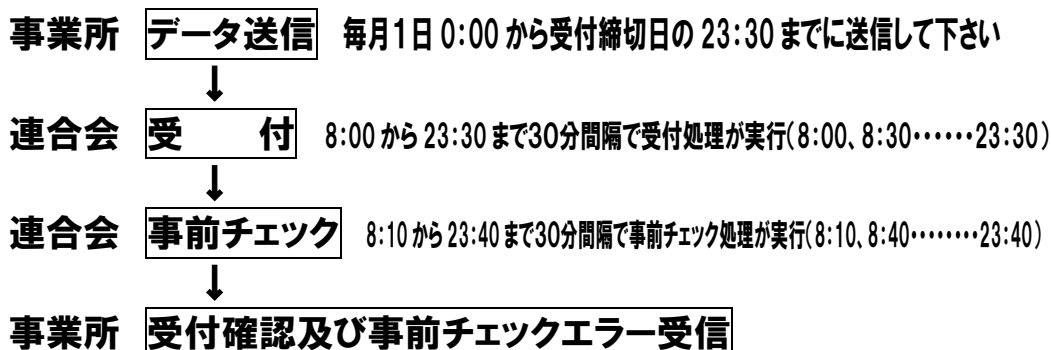 事業所 データ送信 毎月1日 0:00 から受付締切日の 23:30 までに送信して下さい
↓
連合会 受 付 8:00 から 23:30 まで30分間隔で受付処理が実行(8:00、8:30‥‥‥23:30)
↓
連合会 事前チェック 8:10 から 23:40 まで30分間隔で事前チェック処理が実行(8:10、8:40‥‥‥‥23:40)
↓
事業所 受付確認及び事前チェックエラー受信